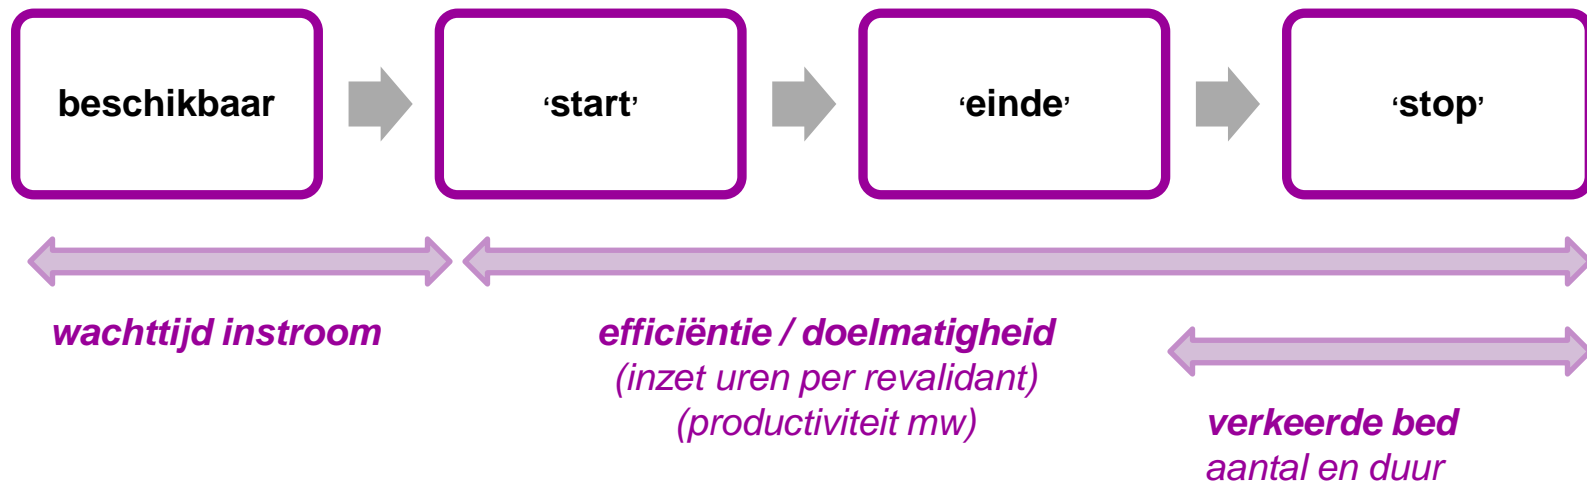 beschikbaar
‘start’
‘einde’
‘stop’
wachttijd instroom
efficiëntie / doelmatigheid
(inzet uren per revalidant)
(productiviteit mw)
verkeerde bed
aantal en duur